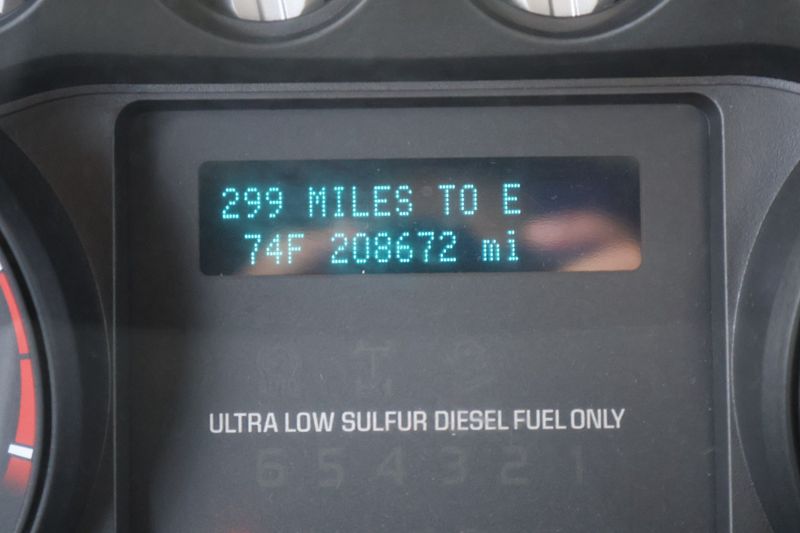 299 MILES TO E
74F 208672 mi
ULTRA LOW SULFUR DIESEL FUEL ONLY
6 5 4 3 2 1